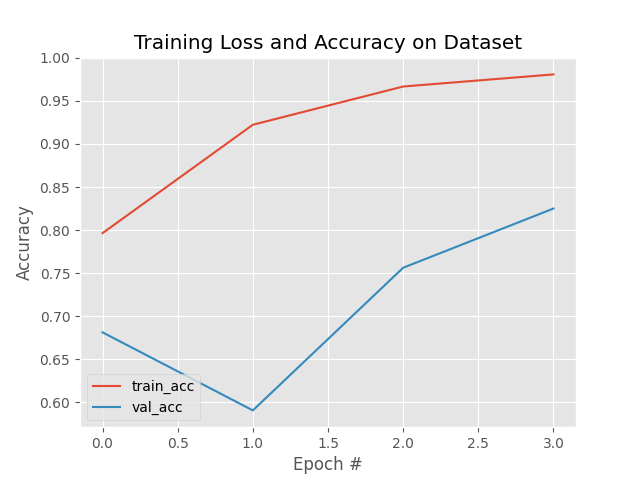 Training Loss and Accuracy on Dataset
1.00
0.95
0.90
0.85
0.80
0.75
0.70
0.65
0.60
Accuracy
train_acc
val_acc
0.0 0.5 1.0 1.5 2.0 2.5 3.0
Epoch #